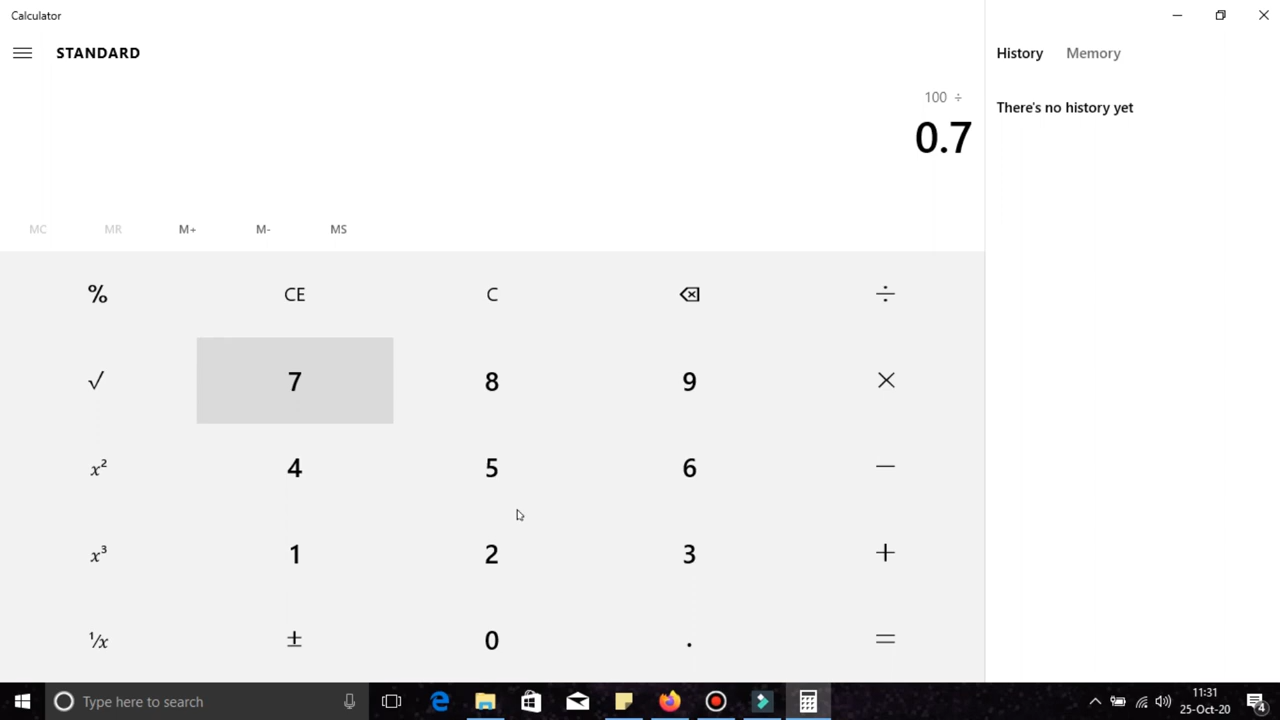 Calculator
STANDARD
History Memory
There's no history yet
100 ÷
0.7
MC MR M+ M- MS
% CE C ÷
√ 7 8 9 ×
x² 4 5 6 −
x³ 1 2 3 +
¹/x ± 0 . =
Type here to search
11:31
25-Oct-20
4